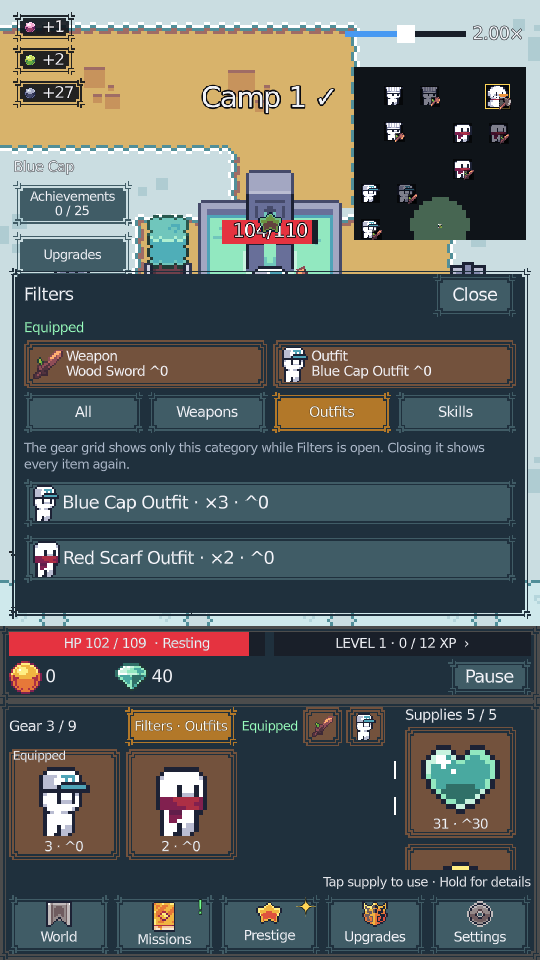 +1
+2
+27
2.00×
Camp 1 ✓
Blue Cap
Achievements
0 / 25
Upgrades
Filters
Close
Equipped
Weapon
Wood Sword ^0
Outfit
Blue Cap Outfit ^0
All
Weapons
Outfits
Skills
The gear grid shows only this category while Filters is open. Closing it shows
every item again.
Blue Cap Outfit · ×3 · ^0
Red Scarf Outfit · ×2 · ^0
HP 102 / 109 · Resting
LEVEL 1 · 0 / 12 XP ›
0
40
Pause
Gear 3 / 9
Filters · Outfits
Equipped
Supplies 5 / 5
Equipped
3 · ^0
2 · ^0
31 · ^30
Tap supply to use · Hold for details
World
Missions
!
Prestige
Upgrades
Settings